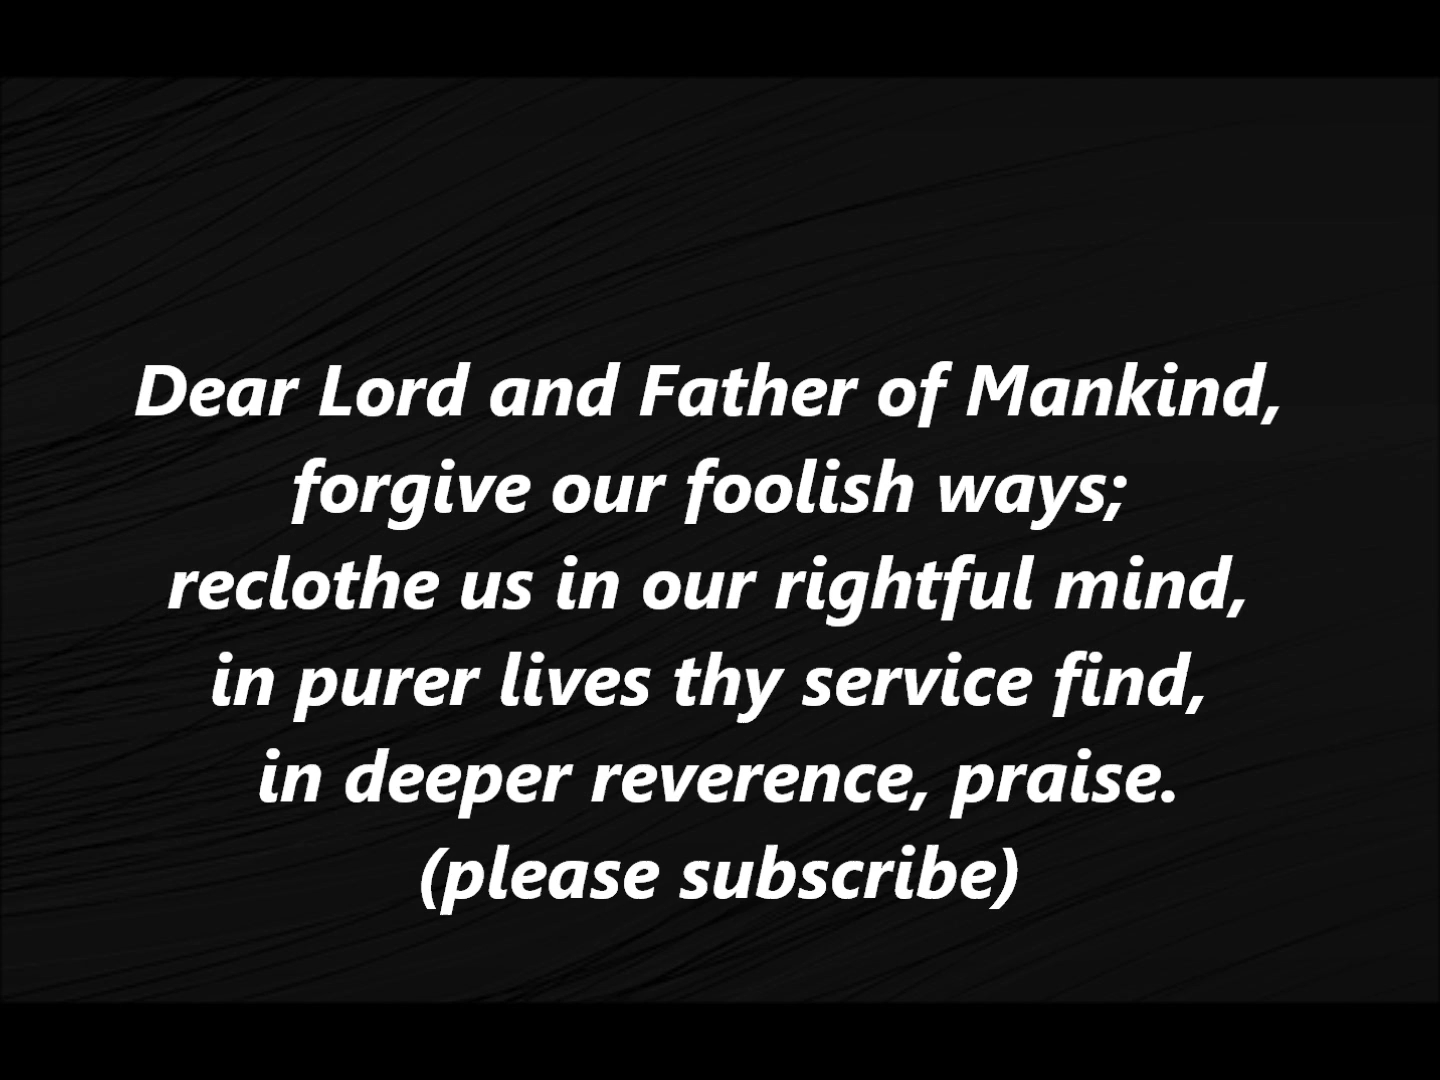 Dear Lord and Father of Mankind,
forgive our foolish ways;
reclothe us in our rightful mind,
in purer lives thy service find,
in deeper reverence, praise.
(please subscribe)